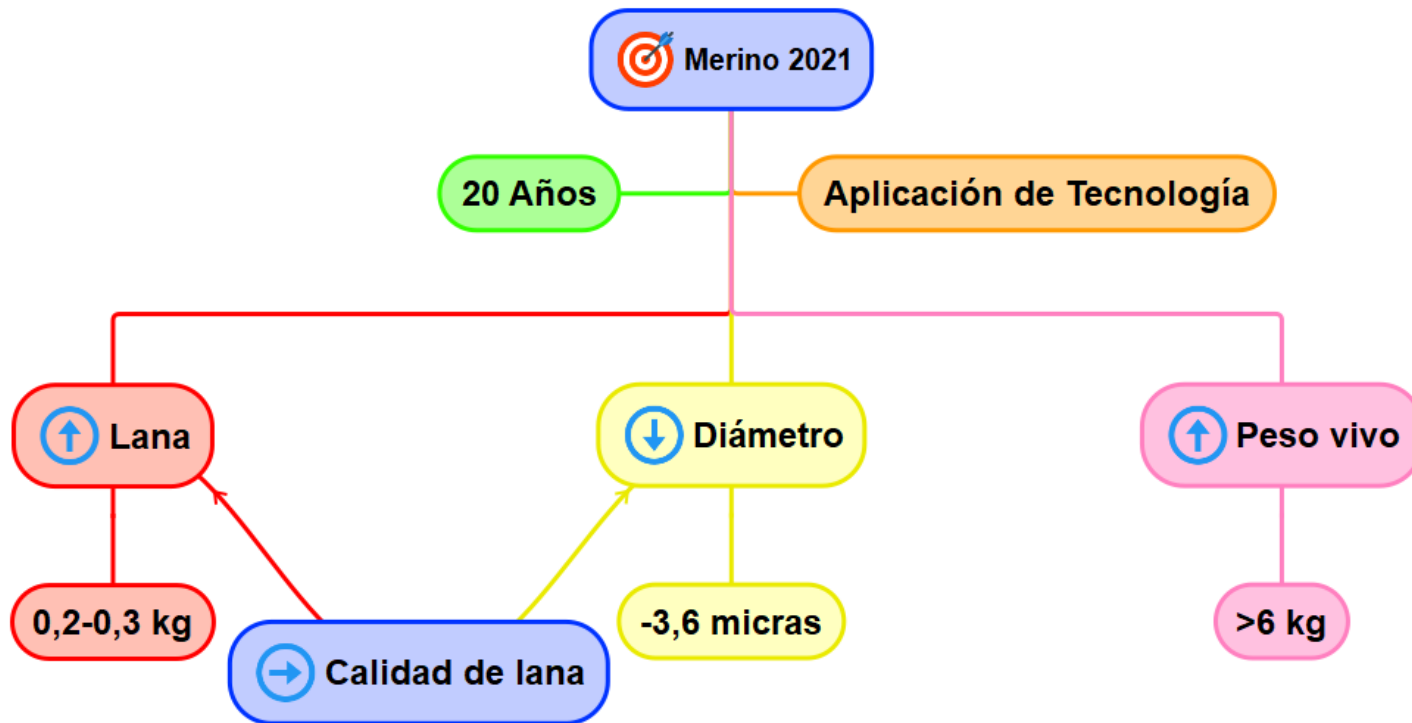 Merino 2021
20 Años
Aplicación de Tecnología
Lana
Diámetro
Peso vivo
0,2-0,3 kg
-3,6 micras
>6 kg
Calidad de lana